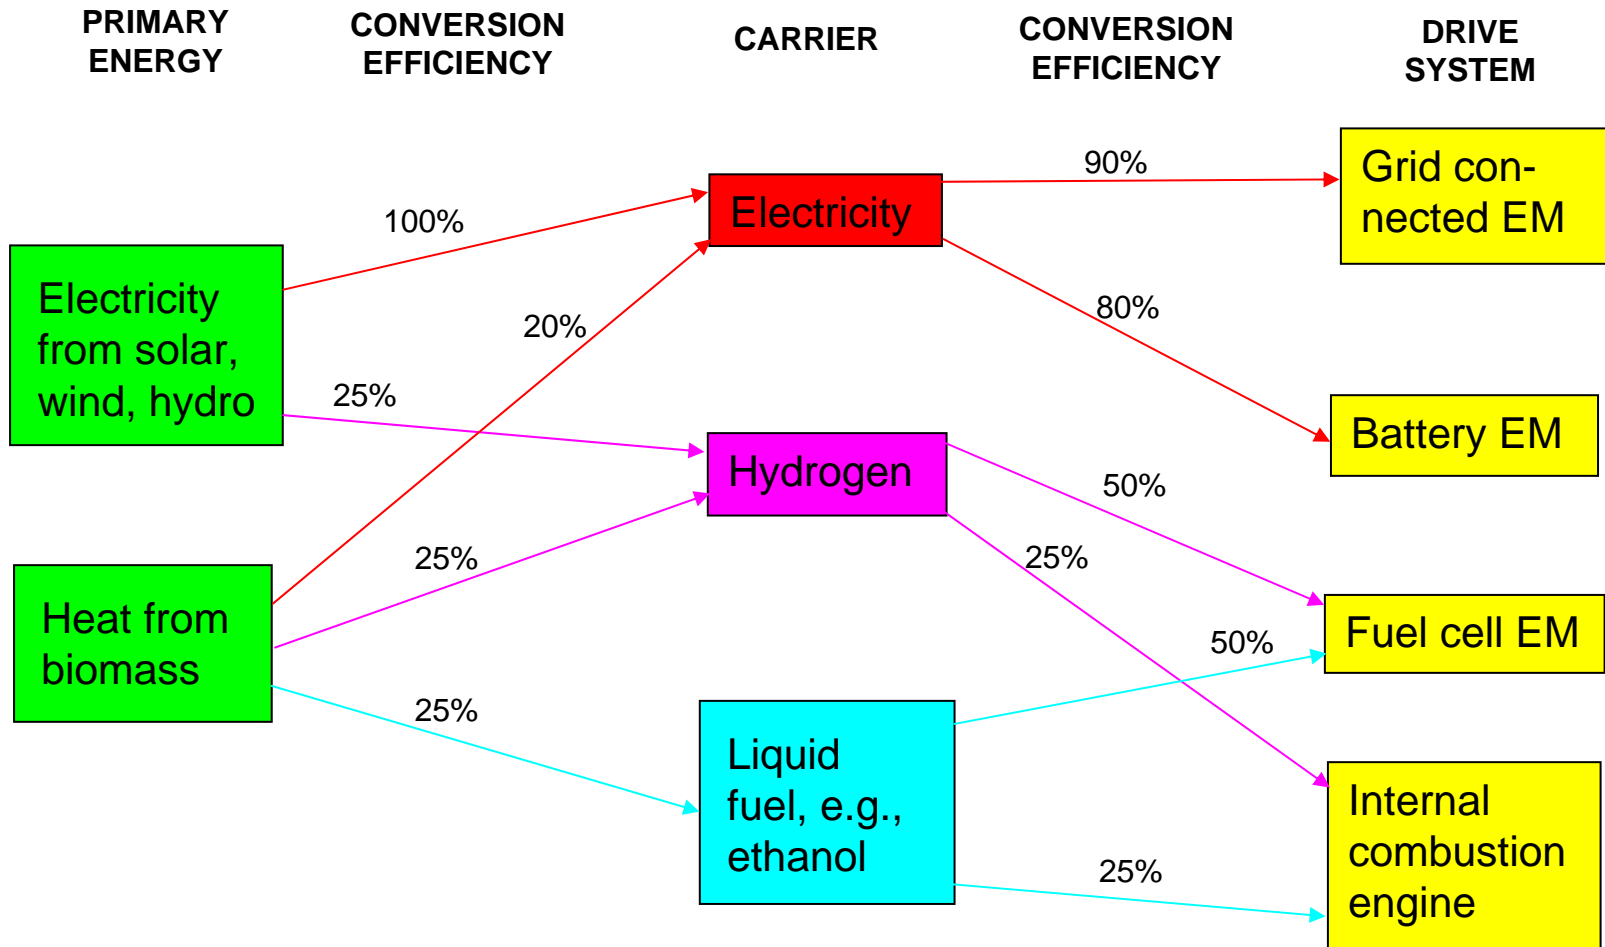 PRIMARY
ENERGY
CONVERSION
EFFICIENCY
CARRIER
CONVERSION
EFFICIENCY
DRIVE
SYSTEM
Electricity
from solar,
wind, hydro
Heat from
biomass
100%
20%
25%
25%
25%
Electricity
Hydrogen
Liquid
fuel, e.g.,
ethanol
90%
80%
50%
25%
50%
25%
Grid con-
nected EM
Battery EM
Fuel cell EM
Internal
combustion
engine